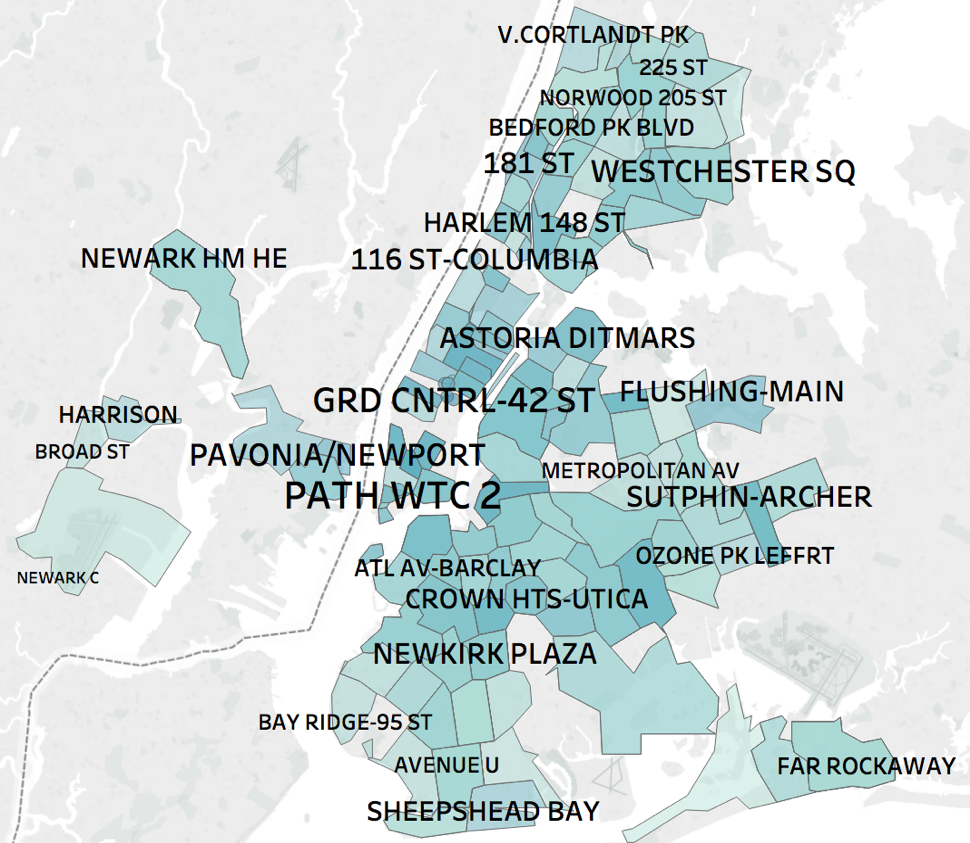 V.CORTLANDT PK
225 ST
NORWOOD 205 ST
BEDFORD PK BLVD
181 ST
WESTCHESTER SQ
HARLEM 148 ST
NEWARK HM HE
116 ST-COLUMBIA
ASTORIA DITMARS
FLUSHING-MAIN
GRD CNTRL-42 ST
HARRISON
BROAD ST
PAVONIA/NEWPORT
METROPOLITAN AV
PATH WTC 2
SUTPHIN-ARCHER
OZONE PK LEFFRT
ATL AV-BARCLAY
NEWARK C
CROWN HTS-UTICA
NEWKIRK PLAZA
BAY RIDGE-95 ST
AVENUE U
FAR ROCKAWAY
SHEEPSHEAD BAY